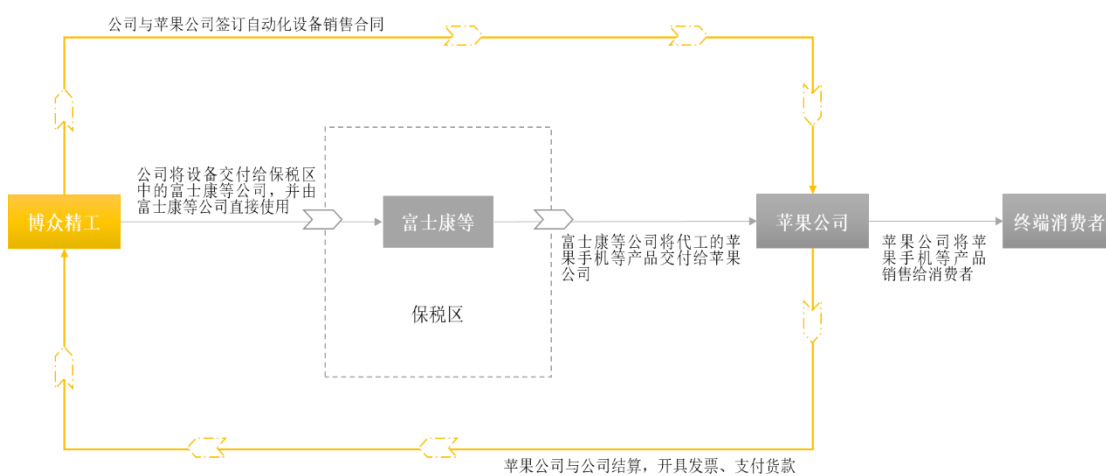 公司与苹果公司签订自动化设备销售合同
公司将设备交付给保税区
中的富士康等公司，并由
富士康等公司直接使用
博众精工
富士康等
苹果公司
终端消费者
富士康等公司将代工的苹
果手机等产品交付给苹果
公司
苹果公司将苹
果手机等产品
销售给消费者
保税区
苹果公司与公司结算，开具发票、支付货款